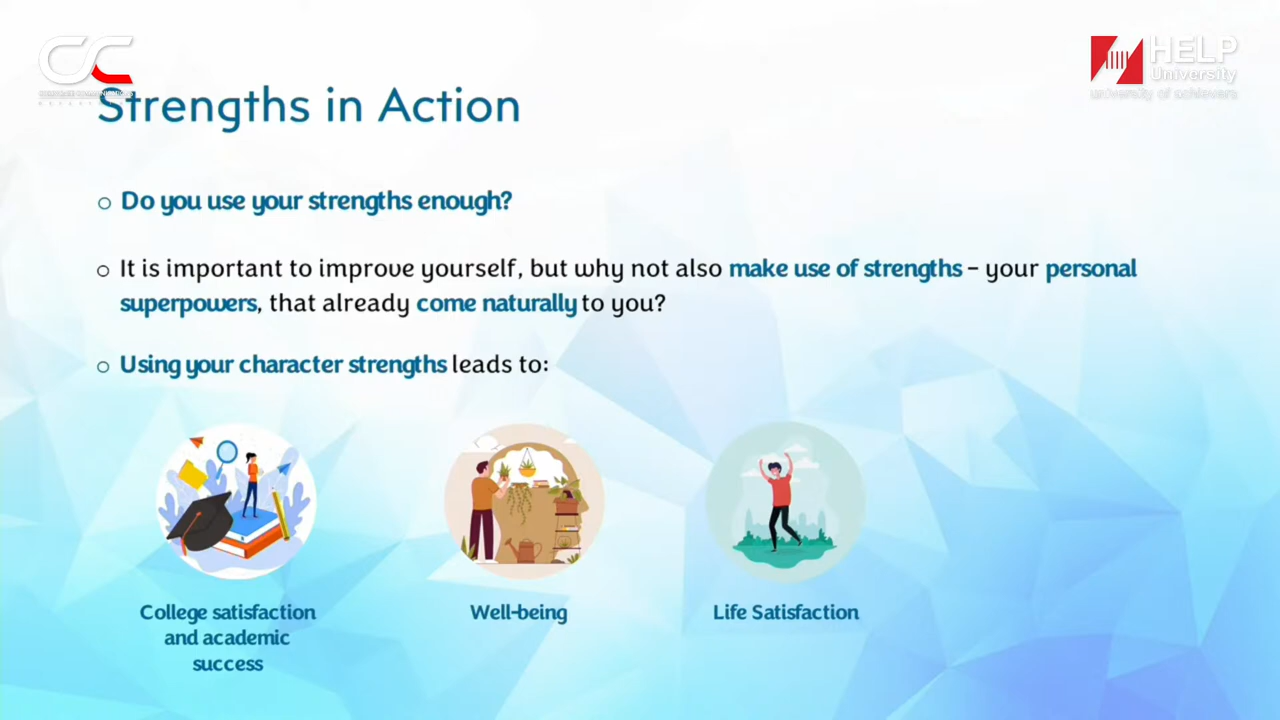 HELP
University
university of achievers
Strengths in Action
Do you use your strengths enough?
It is important to improve yourself, but why not also make use of strengths – your personal
superpowers, that already come naturally to you?
Using your character strengths leads to:
College satisfaction
and academic
success
Well-being
Life Satisfaction